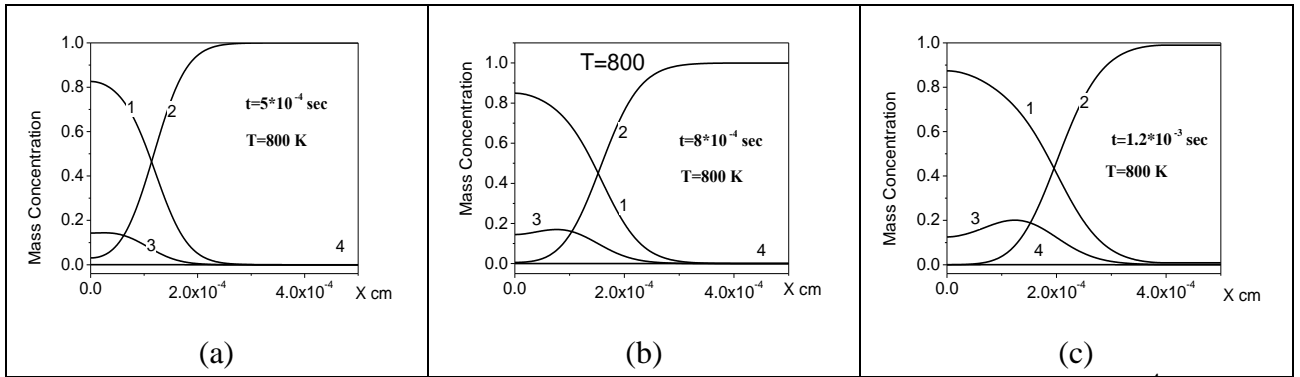 1.0
0.8
0.6
0.4
0.2
0.0
Mass Concentration
1
2
3
4
t=5*10⁻⁴ sec
T=800 K
0.0
2.0x10⁻⁴
4.0x10⁻⁴
X cm
(a)
1.0
0.8
0.6
0.4
0.2
0.0
Mass Concentration
T=800
2
t=8*10⁻⁴ sec
T=800 K
1
3
4
0.0
2.0x10⁻⁴
4.0x10⁻⁴
X cm
(b)
1.0
0.8
0.6
0.4
0.2
0.0
Mass Concentration
1
2
t=1.2*10⁻³ sec
T=800 K
3
4
0.0
2.0x10⁻⁴
4.0x10⁻⁴
X cm
(c)